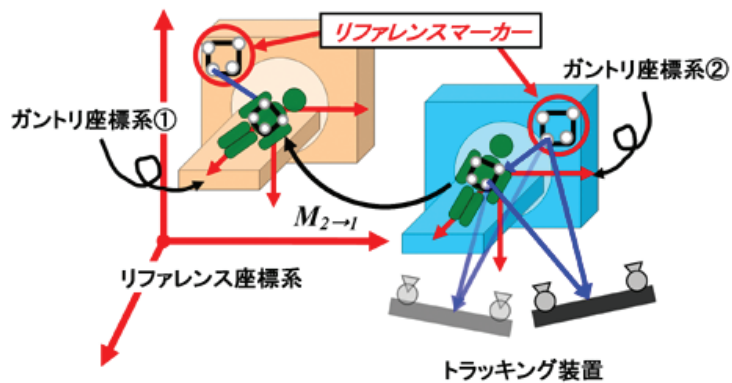 リファレンスマーカー
ガントリ座標系①
ガントリ座標系②
M2→1
リファレンス座標系
トラッキング装置